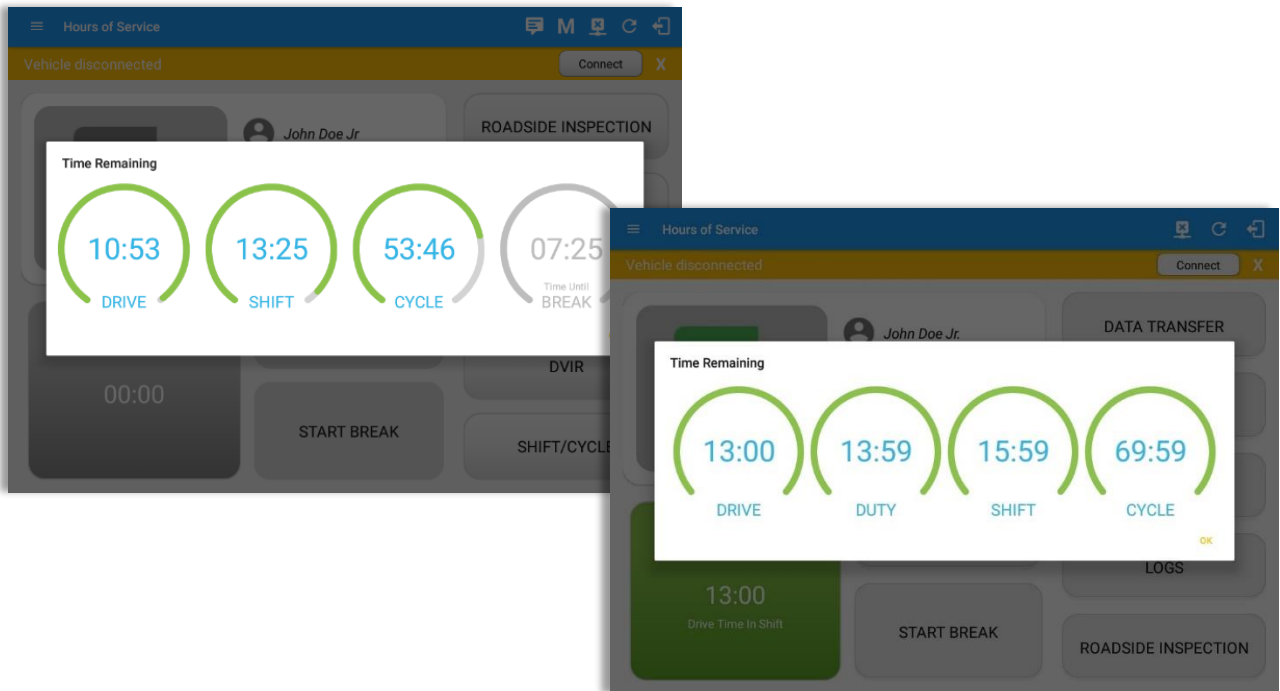 Hours of Service
M
Vehicle disconnected
Connect
X
John Doe Jr
ROADSIDE INSPECTION
Time Remaining
10:53
DRIVE
13:25
SHIFT
53:46
CYCLE
07:25
Time Until
BREAK
DVIR
00:00
START BREAK
SHIFT/CYCLE
Hours of Service
Vehicle disconnected
Connect
X
John Doe Jr.
DATA TRANSFER
Time Remaining
13:00
DRIVE
13:59
DUTY
15:59
SHIFT
69:59
CYCLE
OK
LOGS
13:00
Drive Time In Shift
START BREAK
ROADSIDE INSPECTION